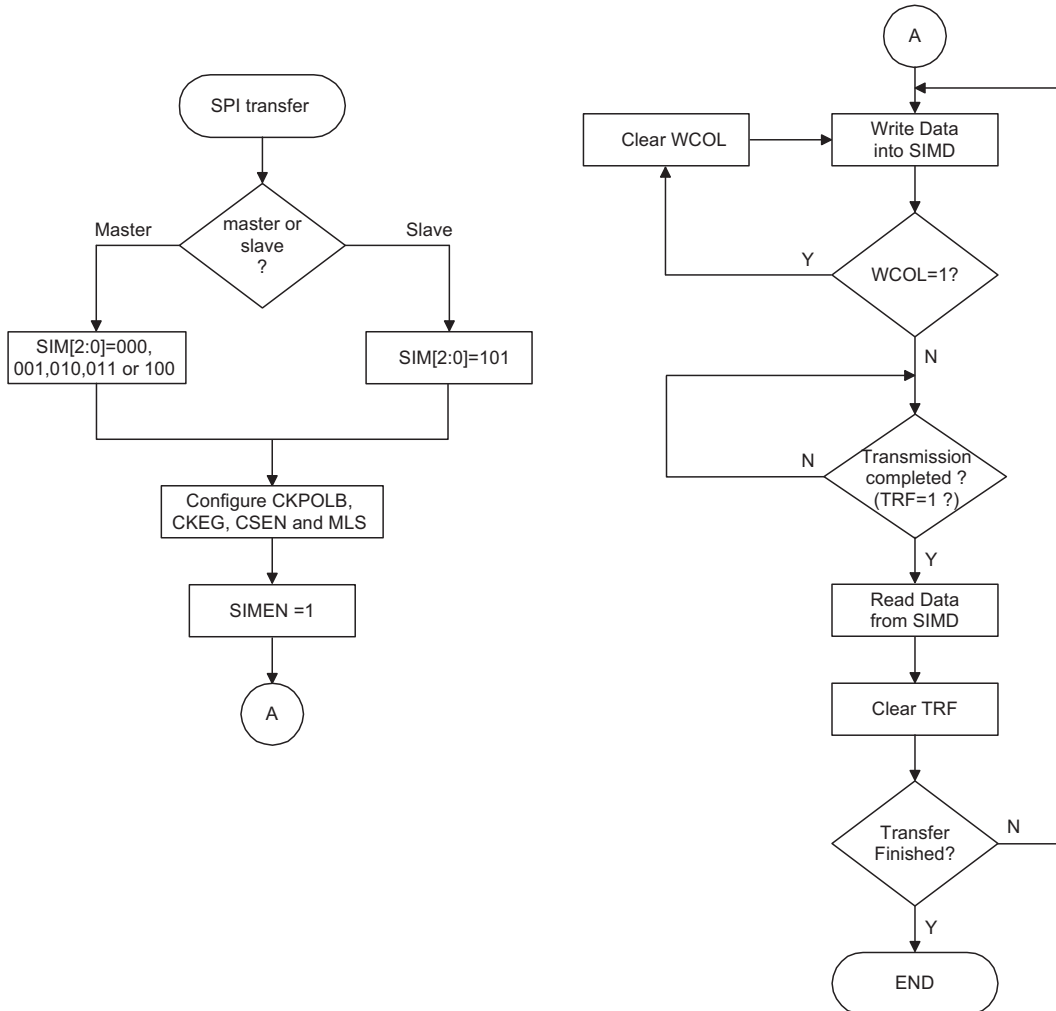 SPI transfer
master or
slave
?
Master
Slave
SIM[2:0]=000,
001,010,011 or 100
SIM[2:0]=101
Configure CKPOLB,
CKEG, CSEN and MLS
SIMEN =1
A
A
Clear WCOL
Write Data
into SIMD
Y
WCOL=1?
N
N
Transmission
completed ?
(TRF=1 ?)
Y
Read Data
from SIMD
Clear TRF
Transfer
Finished?
N
Y
END